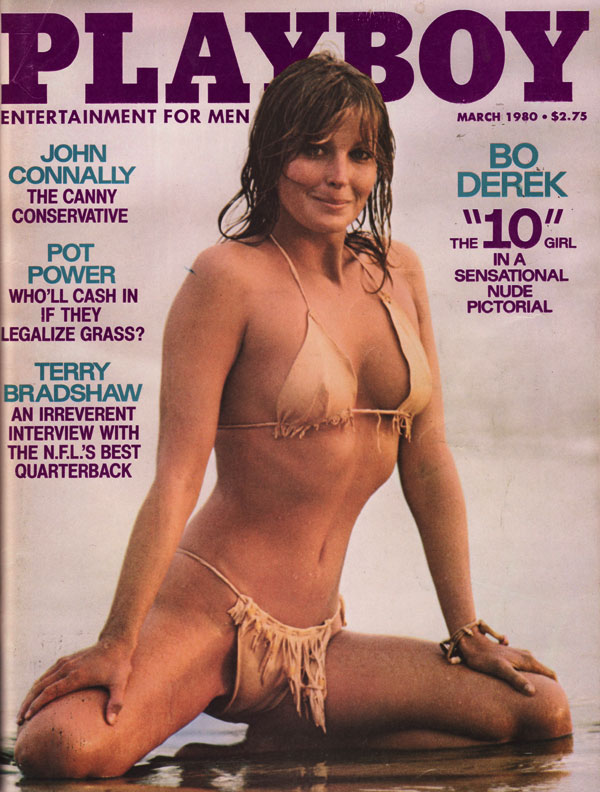 PLAYBOY
ENTERTAINMENT FOR MEN
MARCH 1980 • $2.75
JOHN
CONNALLY
THE CANNY
CONSERVATIVE
POT
POWER
WHO'LL CASH IN
IF THEY
LEGALIZE GRASS?
TERRY
BRADSHAW
AN IRREVERENT
INTERVIEW WITH
THE N.F.L.'S BEST
QUARTERBACK
BO
DEREK
THE "10" GIRL
IN A
SENSATIONAL
NUDE
PICTORIAL